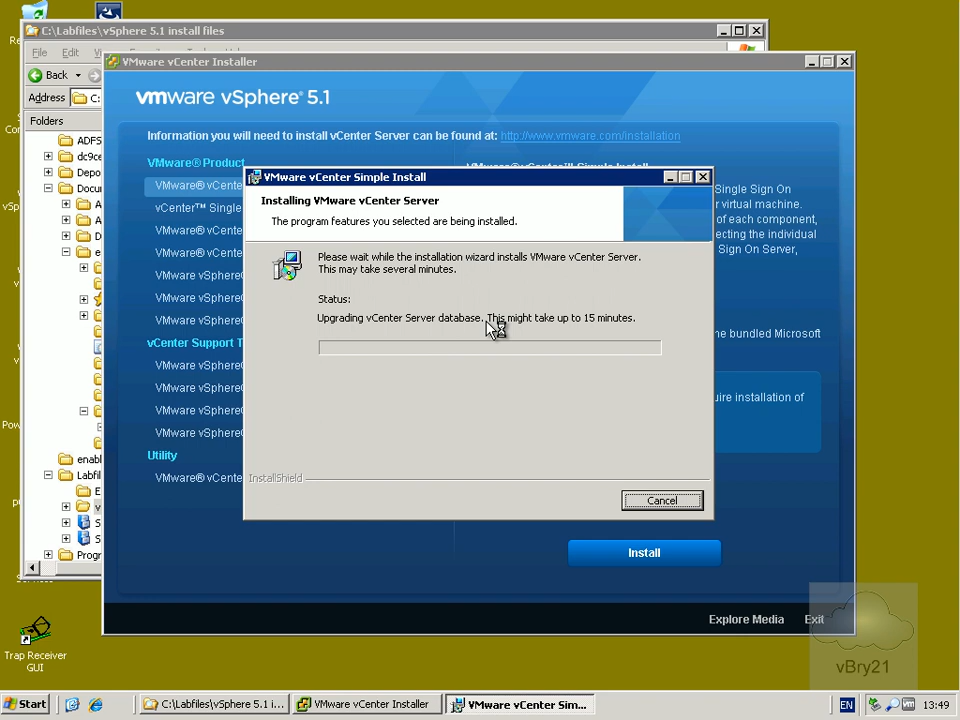 C:\Labfiles\vSphere 5.1 install files
File Edit
Back
Address C:
Folders
ADFS
dc9ce
Depo
Docu
enabl
Labfil
Progr
VMware vCenter Installer
vmware vSphere® 5.1
Information you will need to install vCenter Server can be found at: http://www.vmware.com/installation
VMware® Product
VMware® vCente
vCenter™ Single
VMware® vCente
VMware® vCente
VMware vSphere
VMware vSphere
VMware vSphere
vCenter Support T
VMware vSphere
VMware vSphere
VMware vSphere
VMware vSphere
Utility
VMware® vCente
VMware® vCenter™ Simple Install
Single Sign On
r virtual machine.
of each component,
ecting the individual
Sign On Server,
ne bundled Microsoft
uire installation of
VMware vCenter Simple Install
Installing VMware vCenter Server
The program features you selected are being installed.
Please wait while the installation wizard installs VMware vCenter Server.
This may take several minutes.
Status:
Upgrading vCenter Server database. This might take up to 15 minutes.
InstallShield
Cancel
Install
Explore Media Exit
vBry21
Trap Receiver
GUI
Start
C:\Labfiles\vSphere 5.1 i...
VMware vCenter Installer
VMware vCenter Sim...
EN
13:49